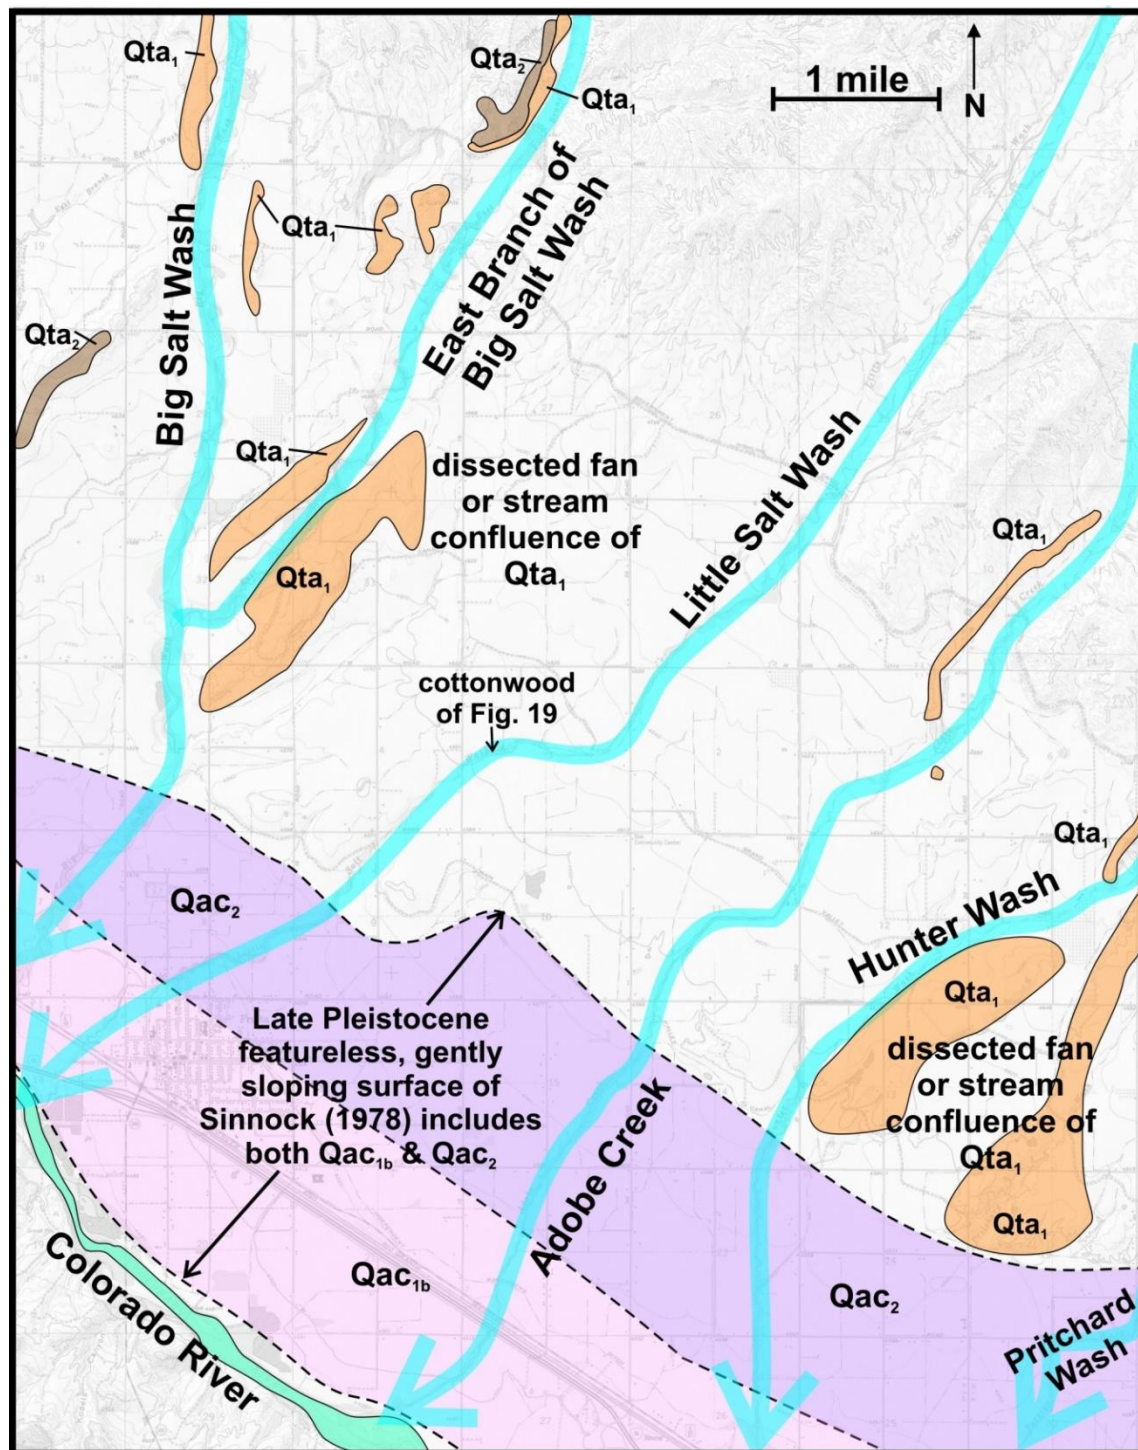 Qta₁
Qta₂
Qta₁
1 mile
N
Qta₁
Big Salt Wash
East Branch of
Big Salt Wash
Qta₂
Qta₁
dissected fan
or stream
confluence of
Qta₁
Qta₁
Little Salt Wash
Qta₁
cottonwood
of Fig. 19
Qta₁
Qac₂
Hunter Wash
Qta₁
Late Pleistocene
featureless, gently
sloping surface of
Sinnock (1978) includes
both Qac₁b & Qac₂
dissected fan
or stream
confluence of
Qta₁
Qta₁
Adobe Creek
Colorado River
Qac₁b
Qac₂
Pritchard
Wash